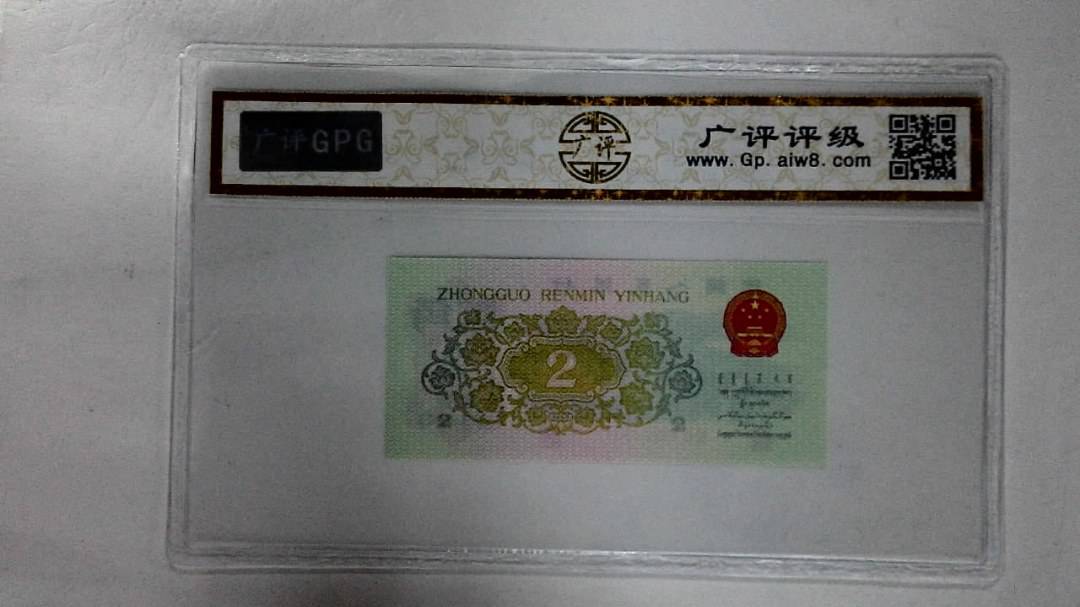 广评GPG
广评
广评评级
www.Gp.aiw8.com
ZHONGGUO RENMIN YINHANG
2
2
2